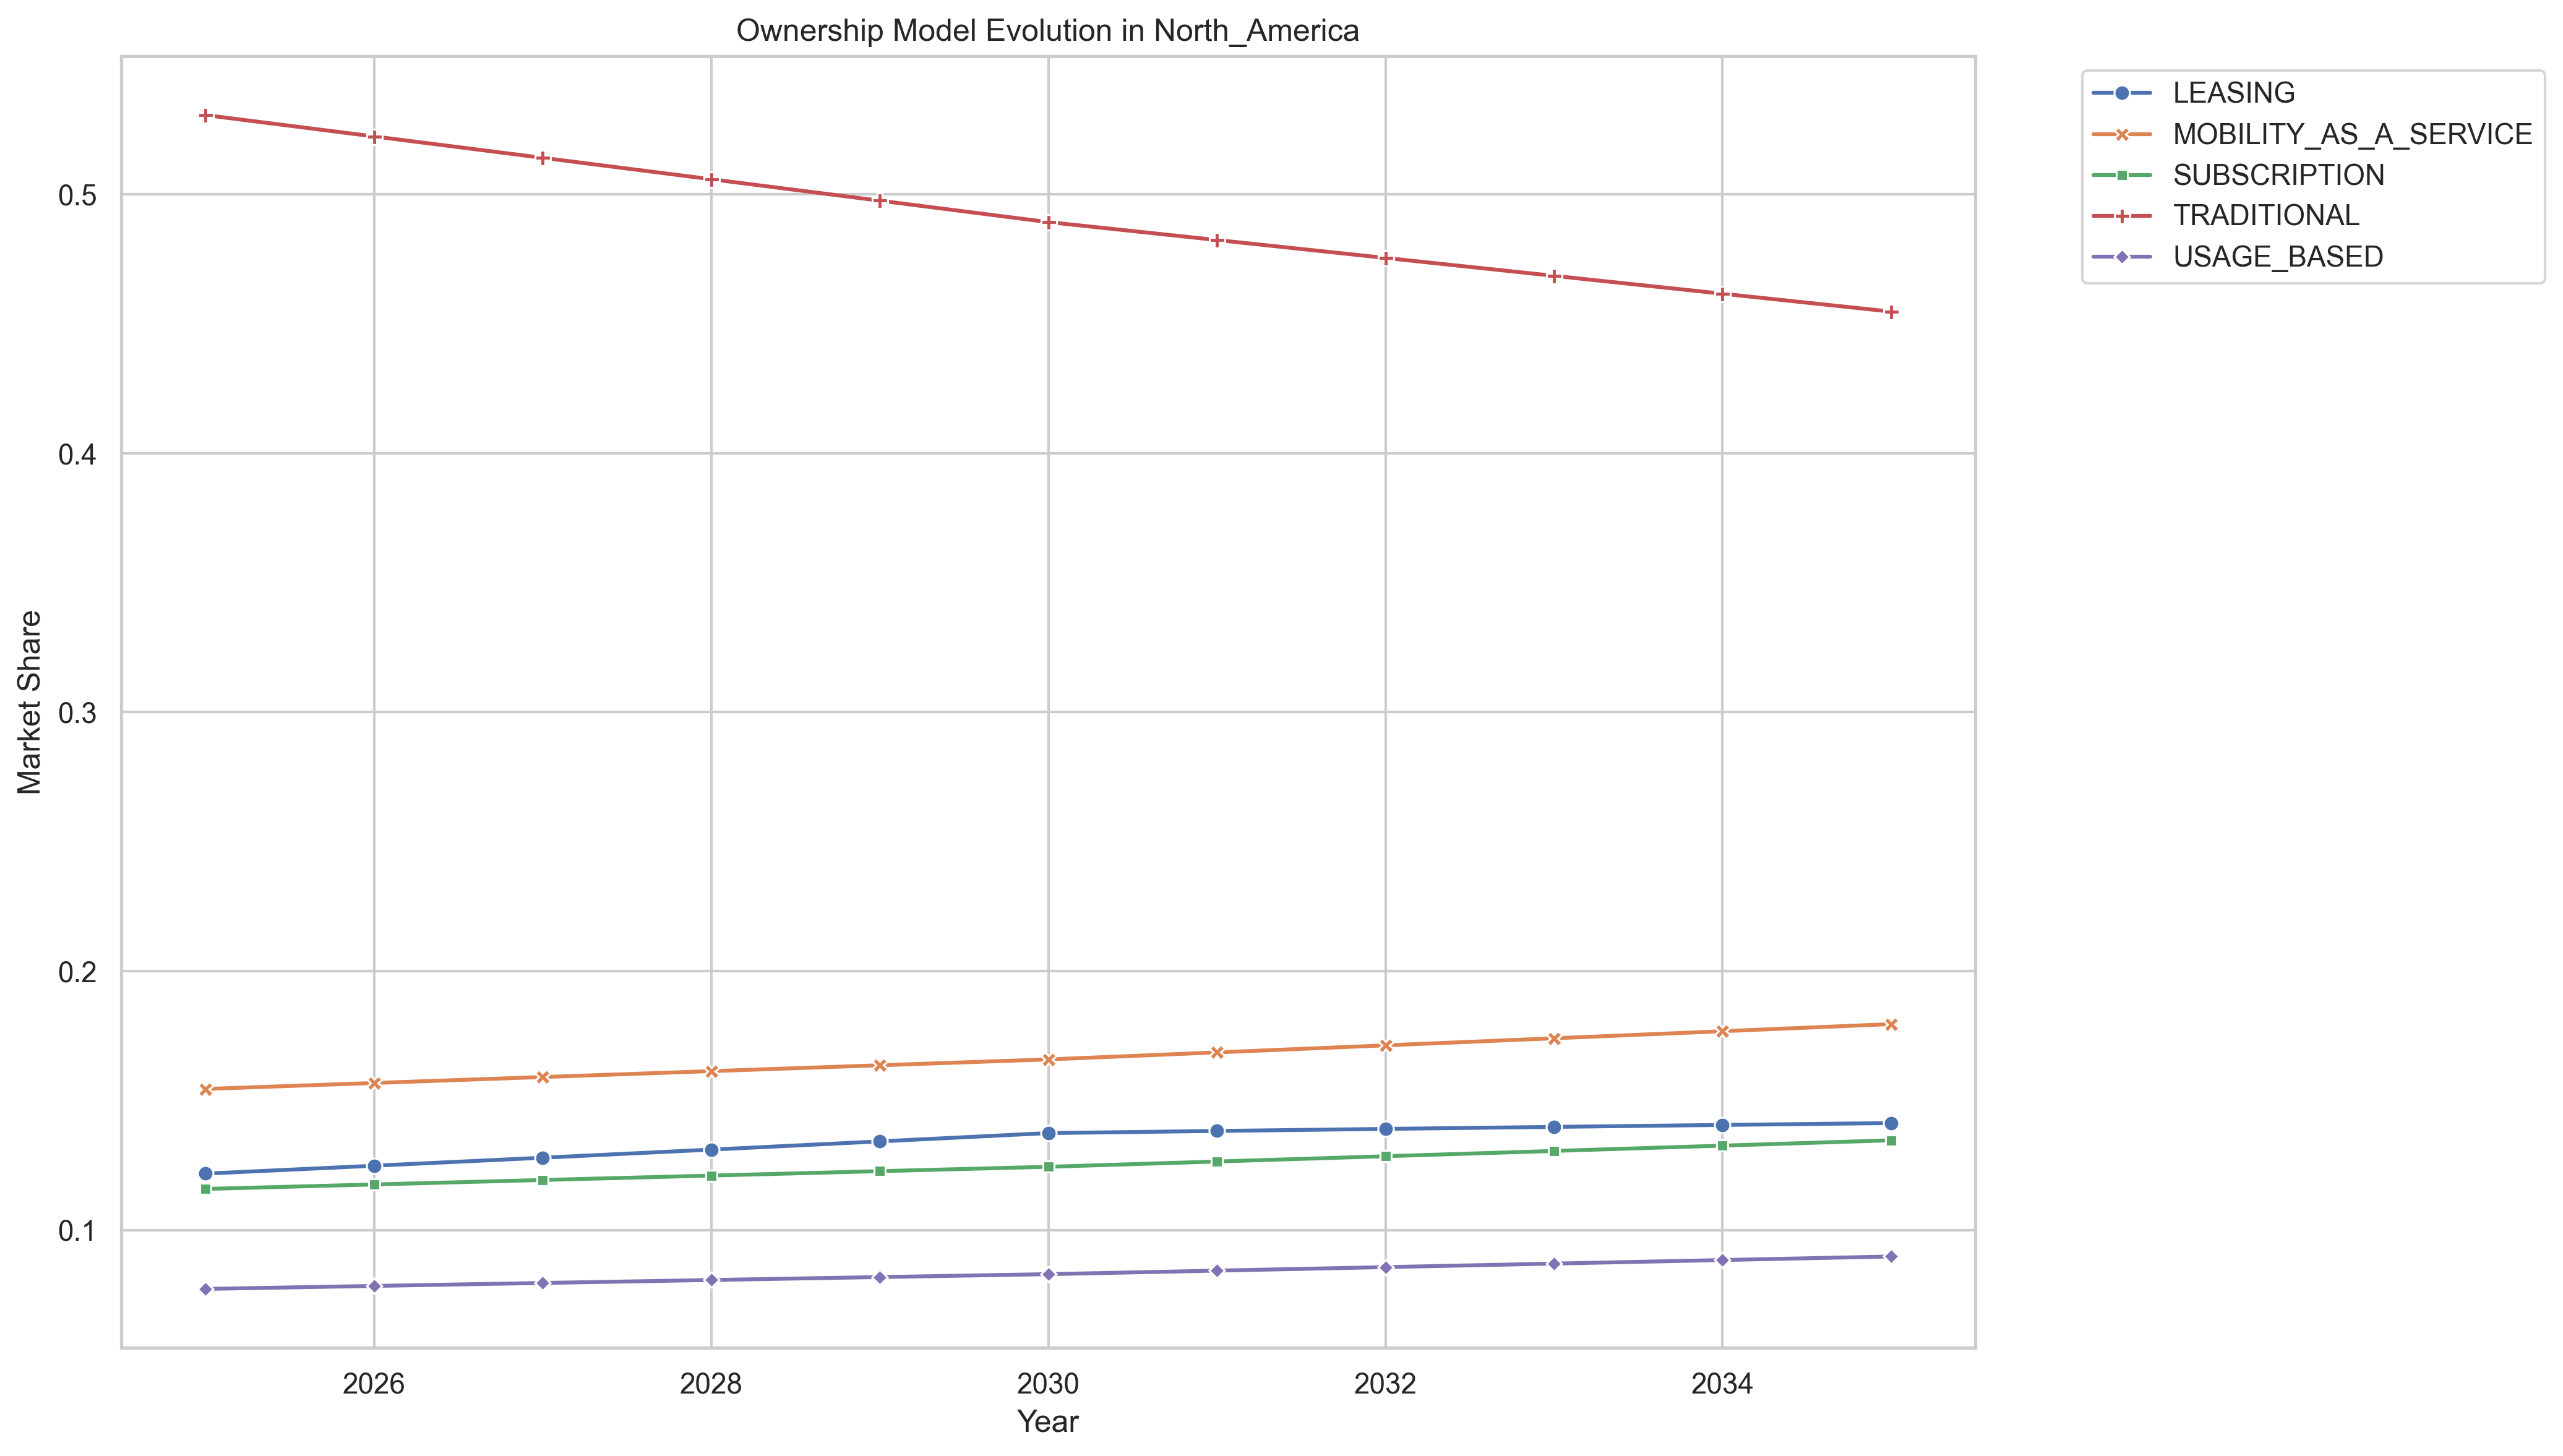 Ownership Model Evolution in North_America
LEASING
MOBILITY_AS_A_SERVICE
SUBSCRIPTION
TRADITIONAL
USAGE_BASED
Market Share
0.5
0.4
0.3
0.2
0.1
2026
2028
2030
2032
2034
Year